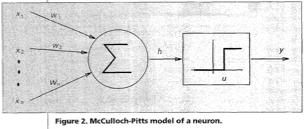 x₁ w₁
x₂ w₂
wₙ
xₙ
Σ
h
u
y
Figure 2. McCulloch-Pitts model of a neuron.